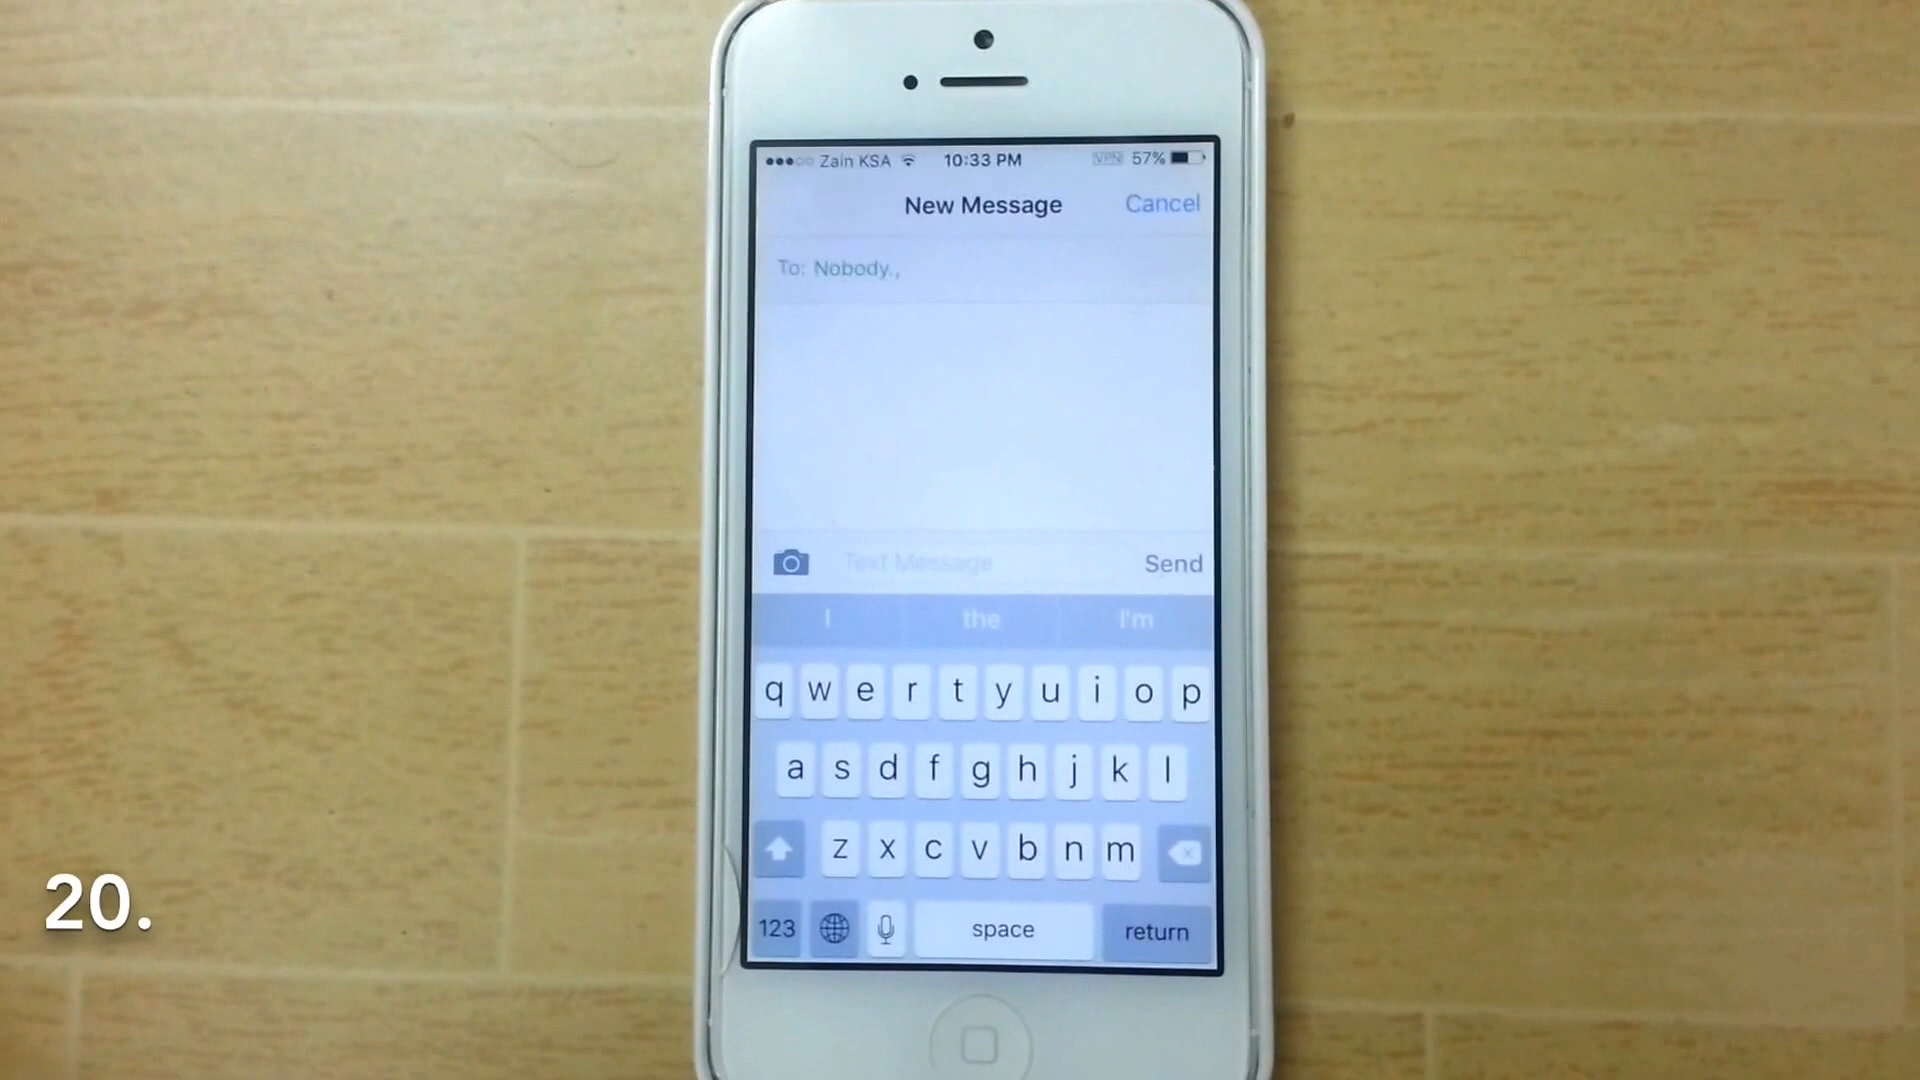 Zain KSA 10:33 PM VPN 57%
New Message Cancel
To: Nobody.,
Text Message Send
I the I'm
q w e r t y u i o p
a s d f g h j k l
z x c v b n m
123 space return
20.